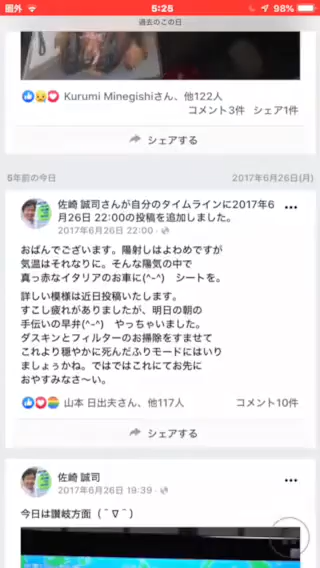 圏外
5:25
98%
過去のこの日
Kurumi Minegishiさん、他122人
コメント3件 シェア1件
シェアする
5年前の今日
2017年6月26日(月)
佐崎 誠司さんが自分のタイムラインに2017年6
月26日 22:00の投稿を追加しました。
2017年6月26日 22:00
おばんでございます。陽射しはよわめですが
気温はそれなりに。そんな陽気の中で
真っ赤なイタリアのお車に(^-^) シートを。
詳しい模様は近日投稿いたします。
すこし疲れがありましたが、明日の朝の
手伝いの早弁(^-^) やっちゃいました。
ダスキンとフィルターのお掃除をすませて
これより穏やかに死んだふりモードにはいり
ましょぅかね。ではではこれにてお先に
おやすみなさ〜い。
山本 日出夫さん、他117人
コメント10件
シェアする
佐崎 誠司
2017年6月26日 19:39
今日は讃岐方面（ ˆ ∇ ˆ ）